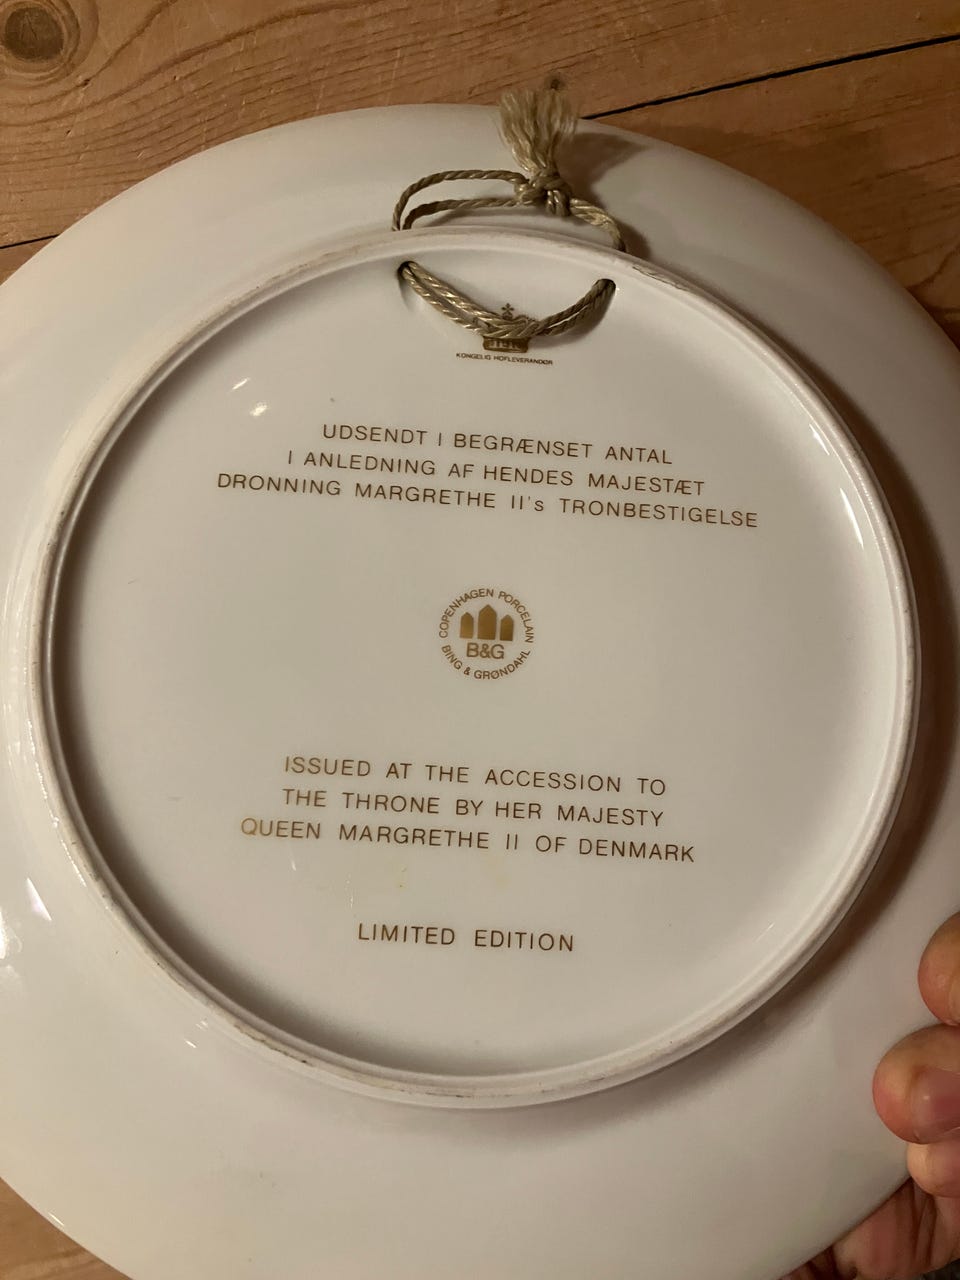 KONGELIG HOFLEVERANDØR
UDSENDT I BEGRÆNSET ANTAL
I ANLEDNING AF HENDES MAJESTÆT
DRONNING MARGRETHE II's TRONBESTIGELSE
COPENHAGEN PORCELAIN
B&G
BING & GRØNDAHL
ISSUED AT THE ACCESSION TO
THE THRONE BY HER MAJESTY
QUEEN MARGRETHE II OF DENMARK
LIMITED EDITION